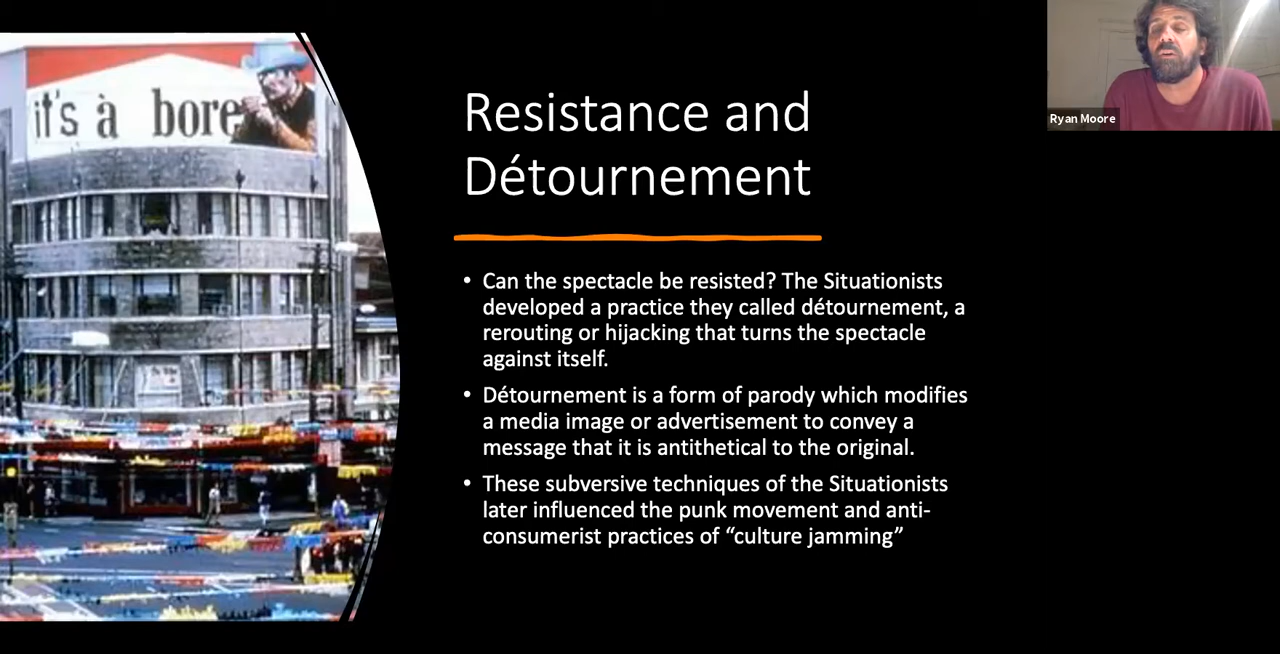 it's à bore
Resistance and
Détournement
Ryan Moore
• Can the spectacle be resisted? The Situationists
developed a practice they called détournement, a
rerouting or hijacking that turns the spectacle
against itself.
• Détournement is a form of parody which modifies
a media image or advertisement to convey a
message that it is antithetical to the original.
• These subversive techniques of the Situationists
later influenced the punk movement and anti-
consumerist practices of “culture jamming”